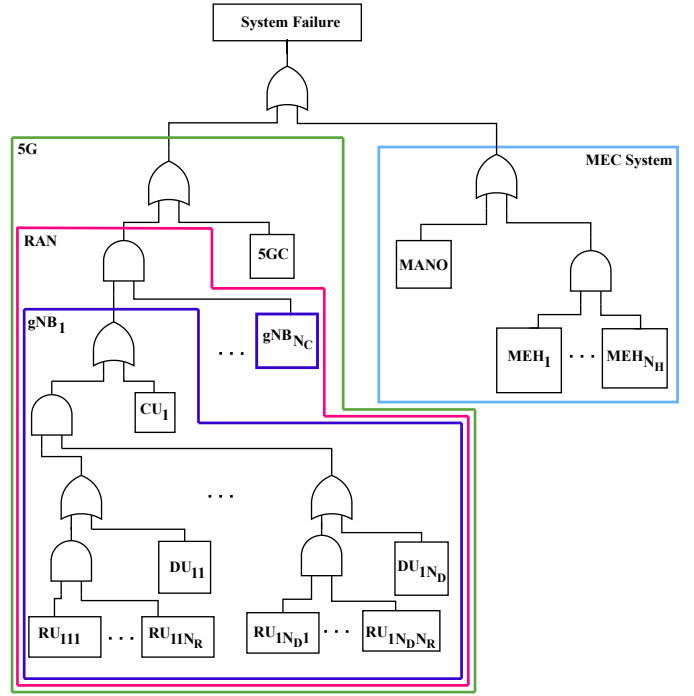 System Failure
5G
MEC System
RAN
5GC
MANO
gNB1
. . .
gNBNC
MEH1
. . .
MEHNH
CU1
. . .
DU11
DU1ND
RU111
. . .
RU11NR
RU1ND1
. . .
RU1NDNR